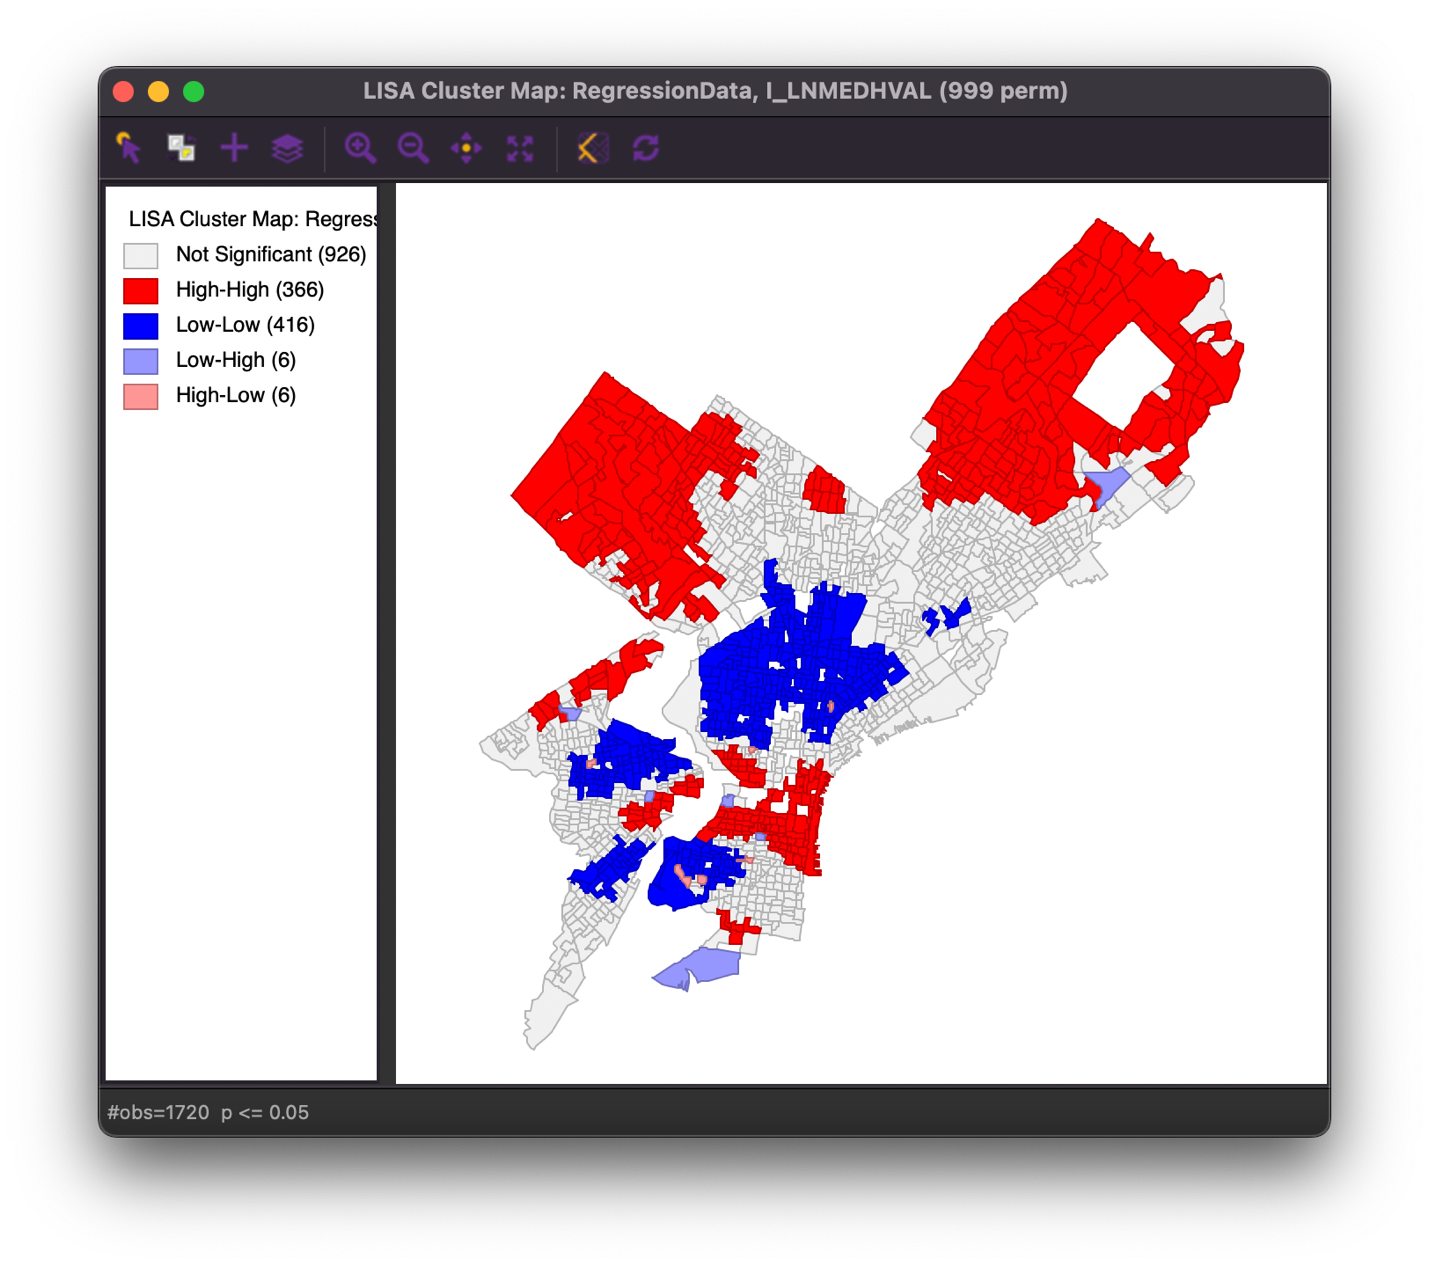 LISA Cluster Map: RegressionData, I_LNMEDHVAL (999 perm)
LISA Cluster Map: Regress
Not Significant (926)
High-High (366)
Low-Low (416)
Low-High (6)
High-Low (6)
#obs=1720 p <= 0.05